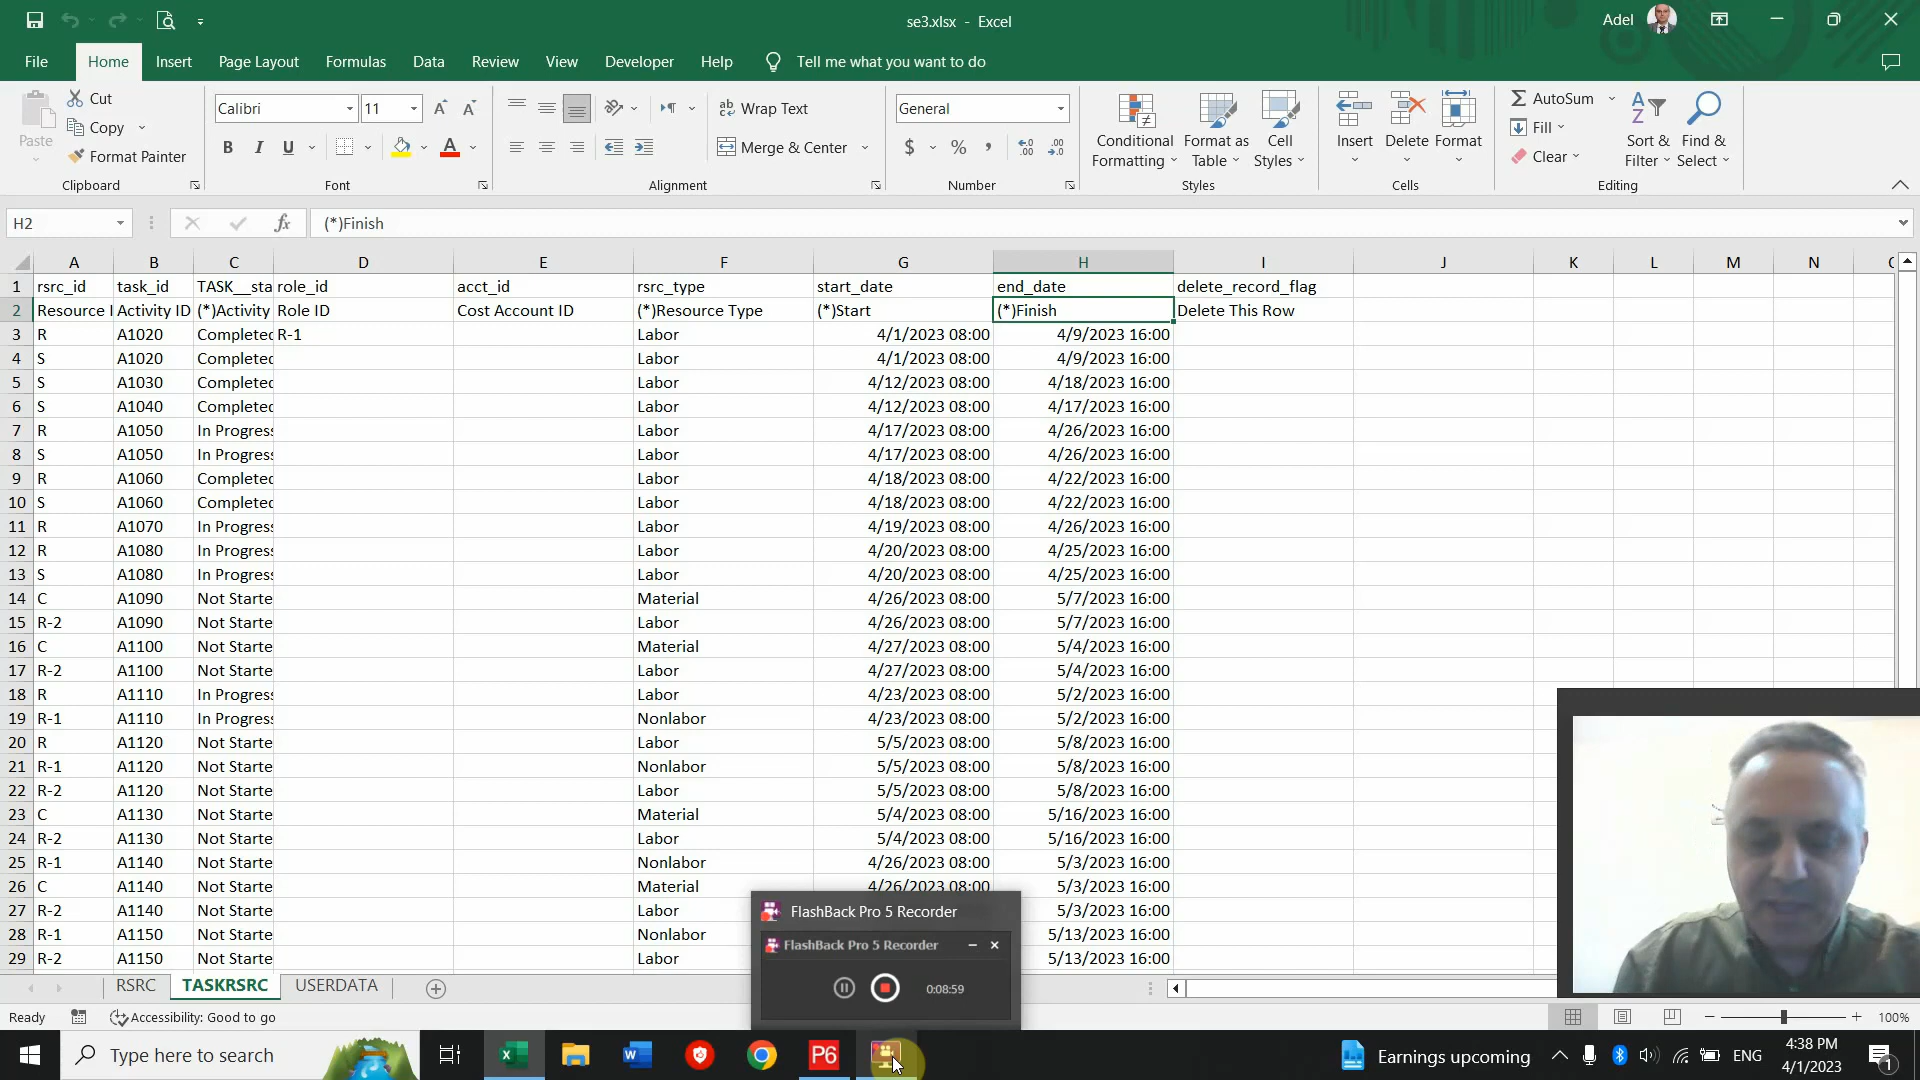 se3.xlsx - Excel
Adel
File Home Insert Page Layout Formulas Data Review View Developer Help Tell me what you want to do
Paste
Cut
Copy
Format Painter
Clipboard
Calibri 11
B I U
Font
Wrap Text
Merge & Center
Alignment
General
$ % ,
Number
Conditional Formatting
Format as Table
Cell Styles
Styles
Insert Delete Format
Cells
AutoSum
Fill
Clear
Sort & Filter
Find & Select
Editing
H2 fx (*)Finish
A B C D E F G H I J K L M N
1 rsrc_id task_id TASK__sta role_id acct_id rsrc_type start_date end_date delete_record_flag
2 Resource I Activity ID (*)Activity Role ID Cost Account ID (*)Resource Type (*)Start (*)Finish Delete This Row
3 R A1020 Completed R-1 Labor 4/1/2023 08:00 4/9/2023 16:00
4 S A1020 Completed Labor 4/1/2023 08:00 4/9/2023 16:00
5 S A1030 Completed Labor 4/12/2023 08:00 4/18/2023 16:00
6 S A1040 Completed Labor 4/12/2023 08:00 4/17/2023 16:00
7 R A1050 In Progress Labor 4/17/2023 08:00 4/26/2023 16:00
8 S A1050 In Progress Labor 4/17/2023 08:00 4/26/2023 16:00
9 R A1060 Completed Labor 4/18/2023 08:00 4/22/2023 16:00
10 S A1060 Completed Labor 4/18/2023 08:00 4/22/2023 16:00
11 R A1070 In Progress Labor 4/19/2023 08:00 4/26/2023 16:00
12 R A1080 In Progress Labor 4/20/2023 08:00 4/25/2023 16:00
13 S A1080 In Progress Labor 4/20/2023 08:00 4/25/2023 16:00
14 C A1090 Not Starte Material 4/26/2023 08:00 5/7/2023 16:00
15 R-2 A1090 Not Starte Labor 4/26/2023 08:00 5/7/2023 16:00
16 C A1100 Not Starte Material 4/27/2023 08:00 5/4/2023 16:00
17 R-2 A1100 Not Starte Labor 4/27/2023 08:00 5/4/2023 16:00
18 R A1110 In Progress Labor 4/23/2023 08:00 5/2/2023 16:00
19 R-1 A1110 In Progress Nonlabor 4/23/2023 08:00 5/2/2023 16:00
20 R A1120 Not Starte Labor 5/5/2023 08:00 5/8/2023 16:00
21 R-1 A1120 Not Starte Nonlabor 5/5/2023 08:00 5/8/2023 16:00
22 R-2 A1120 Not Starte Labor 5/5/2023 08:00 5/8/2023 16:00
23 C A1130 Not Starte Material 5/4/2023 08:00 5/16/2023 16:00
24 R-2 A1130 Not Starte Labor 5/4/2023 08:00 5/16/2023 16:00
25 R-1 A1140 Not Starte Nonlabor 4/26/2023 08:00 5/3/2023 16:00
26 C A1140 Not Starte Material 4/26/2023 08:00 5/3/2023 16:00
27 R-2 A1140 Not Starte Labor 5/3/2023 16:00
28 R-1 A1150 Not Starte Nonlabor 5/13/2023 16:00
29 R-2 A1150 Not Starte Labor 5/13/2023 16:00
FlashBack Pro 5 Recorder
FlashBack Pro 5 Recorder
0:08:59
RSRC TASKRSRC USERDATA
Ready Accessibility: Good to go 100%
Type here to search
P6
Earnings upcoming
ENG
4:38 PM
4/1/2023
1